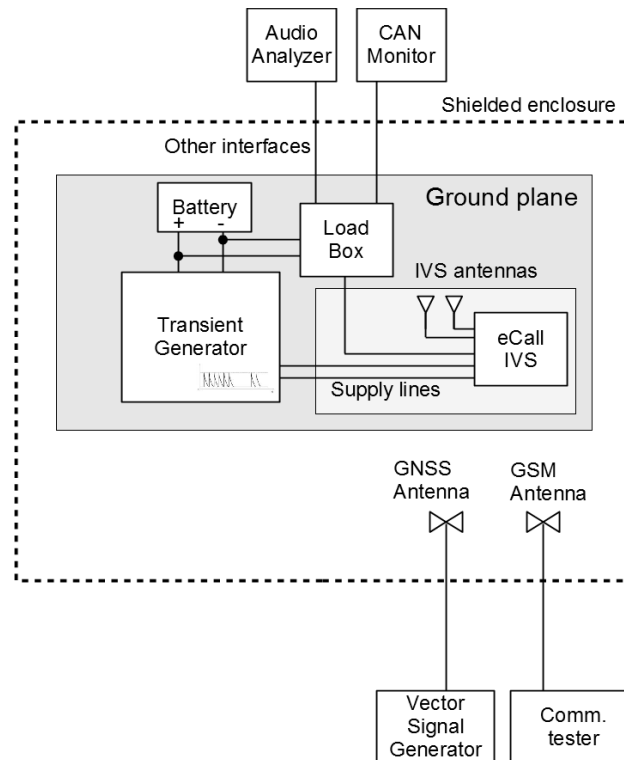 Audio
Analyzer
CAN
Monitor
Shielded enclosure
Other interfaces
Ground plane
Battery
+ -
Load
Box
IVS antennas
Transient
Generator
eCall
IVS
Supply lines
GNSS
Antenna
GSM
Antenna
Vector
Signal
Generator
Comm.
tester